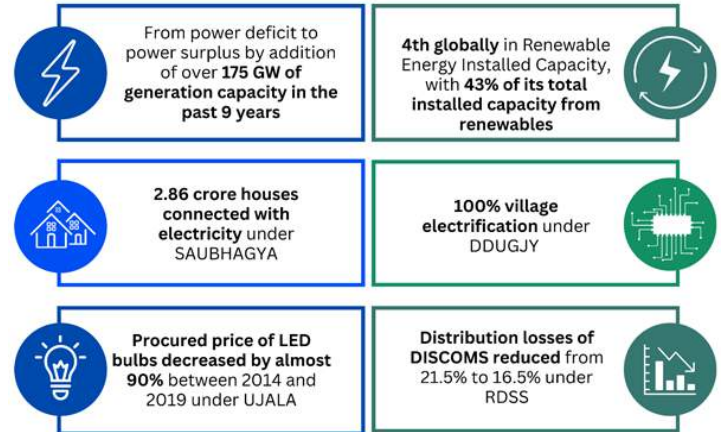 From power deficit to
power surplus by addition
of over 175 GW of
generation capacity in the
past 9 years
4th globally in Renewable
Energy Installed Capacity,
with 43% of its total
installed capacity from
renewables
2.86 crore houses
connected with
electricity under
SAUBHAGYA
100% village
electrification under
DDUGJY
Procured price of LED
bulbs decreased by almost
90% between 2014 and
2019 under UJALA
Distribution losses of
DISCOMS reduced from
21.5% to 16.5% under
RDSS